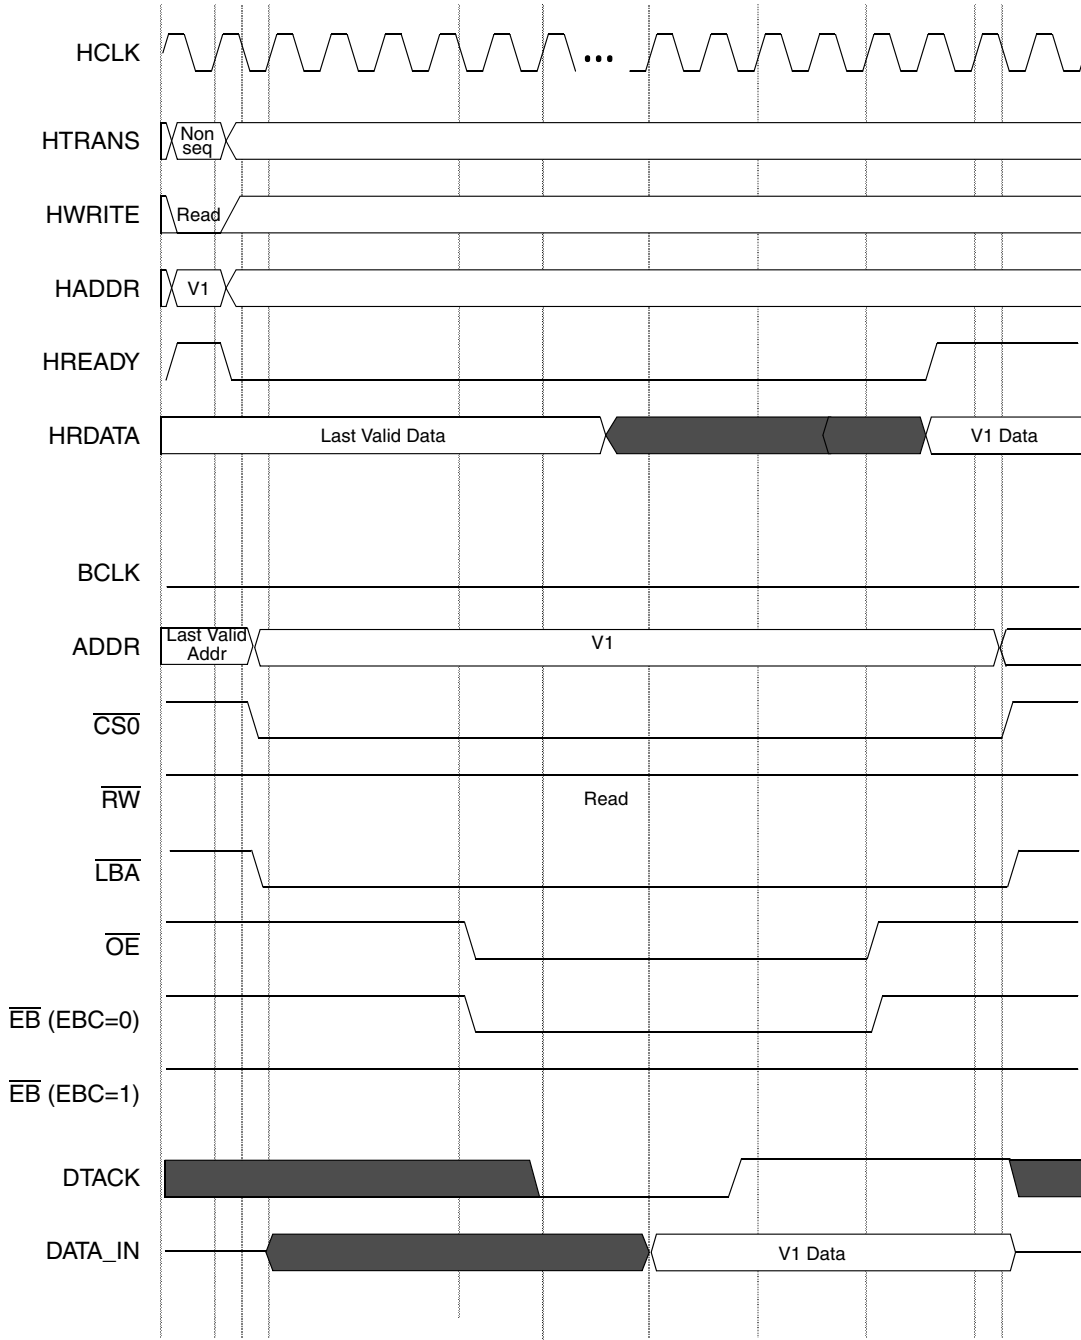 HCLK
...
HTRANS
Non
seq
HWRITE
Read
HADDR
V1
HREADY
HRDATA
Last Valid Data
V1 Data
BCLK
ADDR
Last Valid
Addr
V1
CS0
RW
Read
LBA
OE
EB (EBC=0)
EB (EBC=1)
DTACK
DATA_IN
V1 Data